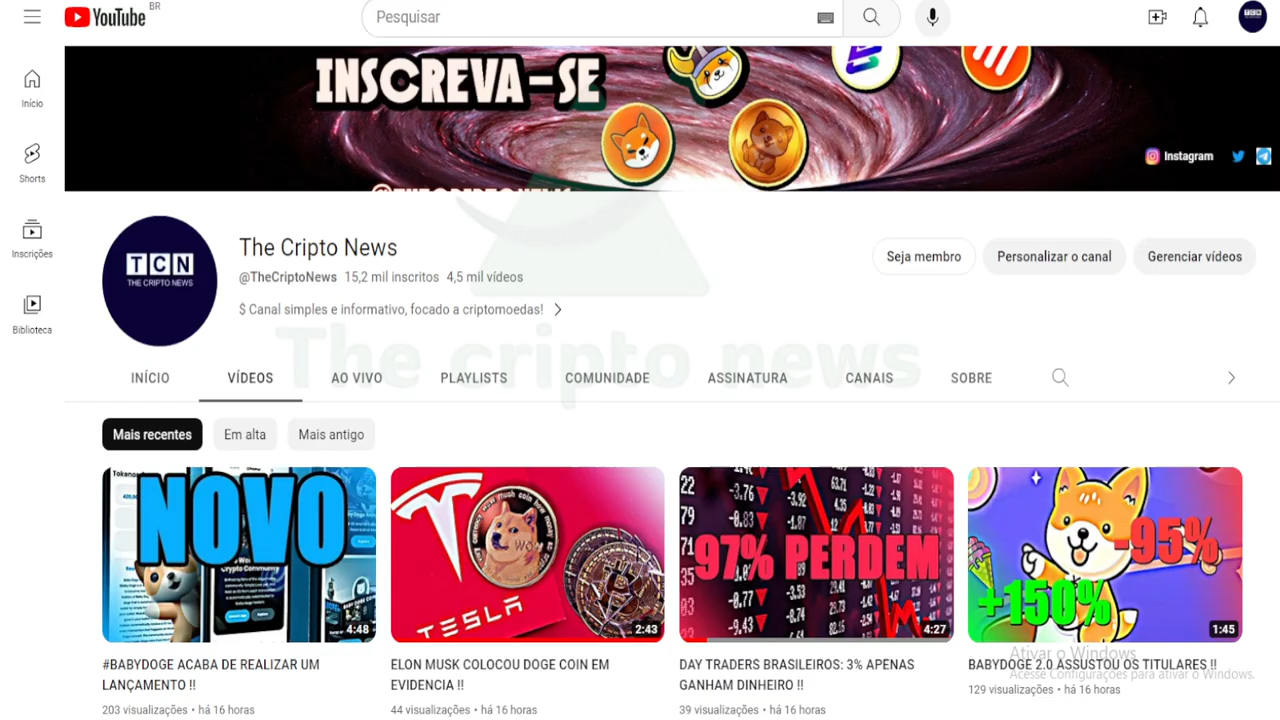 YouTube BR
Pesquisar
INSCREVA-SE
Instagram
Início
Shorts
Inscrições
Biblioteca
TCN
THE CRIPTO NEWS
The Cripto News
@TheCriptoNews 15,2 mil inscritos 4,5 mil vídeos
$ Canal simples e informativo, focado a criptomoedas!
Seja membro
Personalizar o canal
Gerenciar vídeos
The cripto news
INÍCIO VÍDEOS AO VIVO PLAYLISTS COMUNIDADE ASSINATURA CANAIS SOBRE
Mais recentes Em alta Mais antigo
NOVO
4:48
TESLA
WOW
2:43
97% PERDEM
4:27
-95%
+150%
1:45
#BABYDOGE ACABA DE REALIZAR UM
LANÇAMENTO !!
203 visualizações • há 16 horas
ELON MUSK COLOCOU DOGE COIN EM
EVIDENCIA !!
44 visualizações • há 16 horas
DAY TRADERS BRASILEIROS: 3% APENAS
GANHAM DINHEIRO !!
39 visualizações • há 16 horas
BABYDOGE 2.0 ASSUSTOU OS TITULARES !!
129 visualizações • há 16 horas
Ativar o Windows
Acesse Configurações para ativar o Windows.